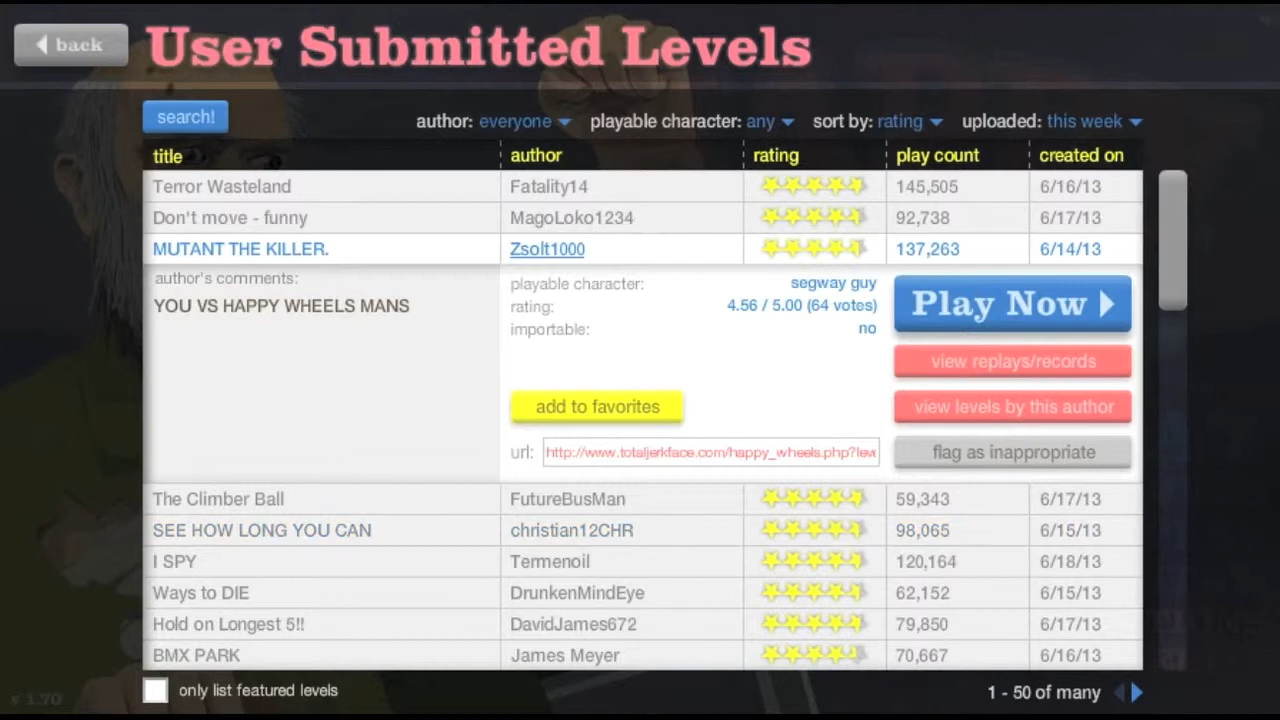 back
User Submitted Levels
search!
author: everyone playable character: any sort by: rating uploaded: this week
title author rating play count created on
Terror Wasteland Fatality14 145,505 6/16/13
Don't move - funny MagoLoko1234 92,738 6/17/13
MUTANT THE KILLER. Zsolt1000 137,263 6/14/13
author's comments:
YOU VS HAPPY WHEELS MANS
playable character: segway guy
rating: 4.56 / 5.00 (64 votes)
importable: no
Play Now
view replays/records
add to favorites
view levels by this author
url: http://www.totaljerkface.com/happy_wheels.php?lev
flag as inappropriate
The Climber Ball FutureBusMan 59,343 6/17/13
SEE HOW LONG YOU CAN christian12CHR 98,065 6/15/13
I SPY Termenoil 120,164 6/18/13
Ways to DIE DrunkenMindEye 62,152 6/15/13
Hold on Longest 5!! DavidJames672 79,850 6/17/13
BMX PARK James Meyer 70,667 6/16/13
only list featured levels
1 - 50 of many
v 1.70